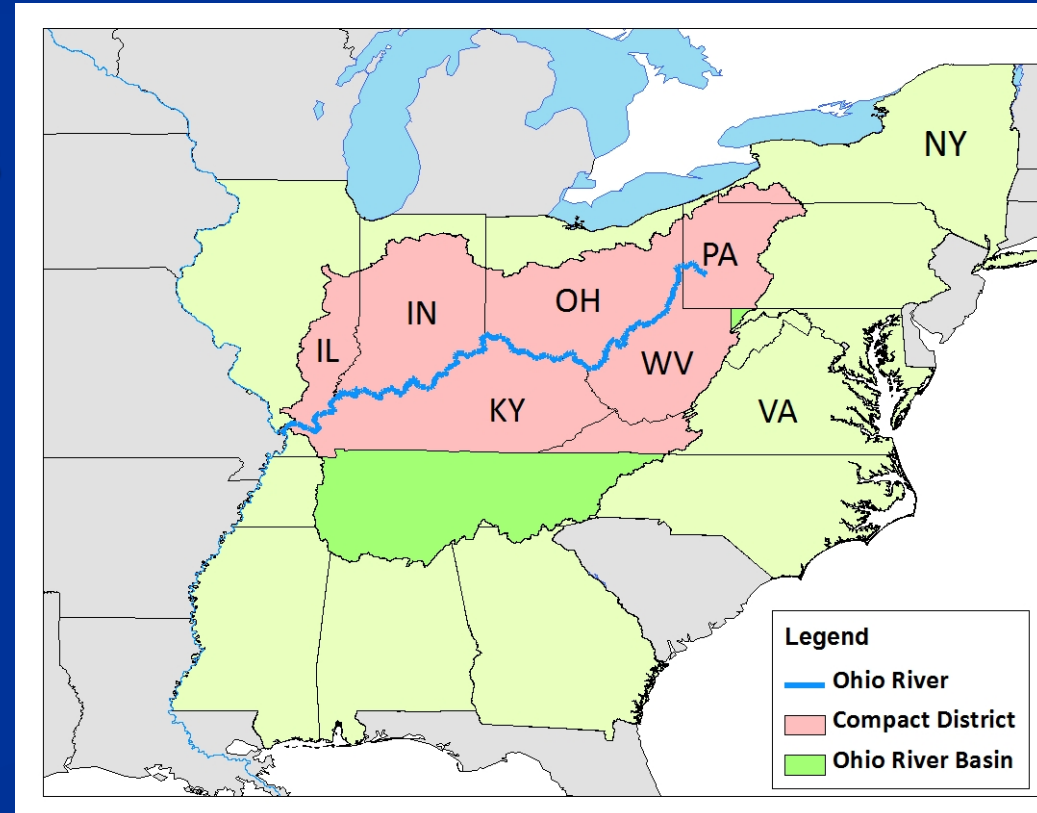 NY
PA
OH
IN
IL
WV
KY
VA
Legend
Ohio River
Compact District
Ohio River Basin